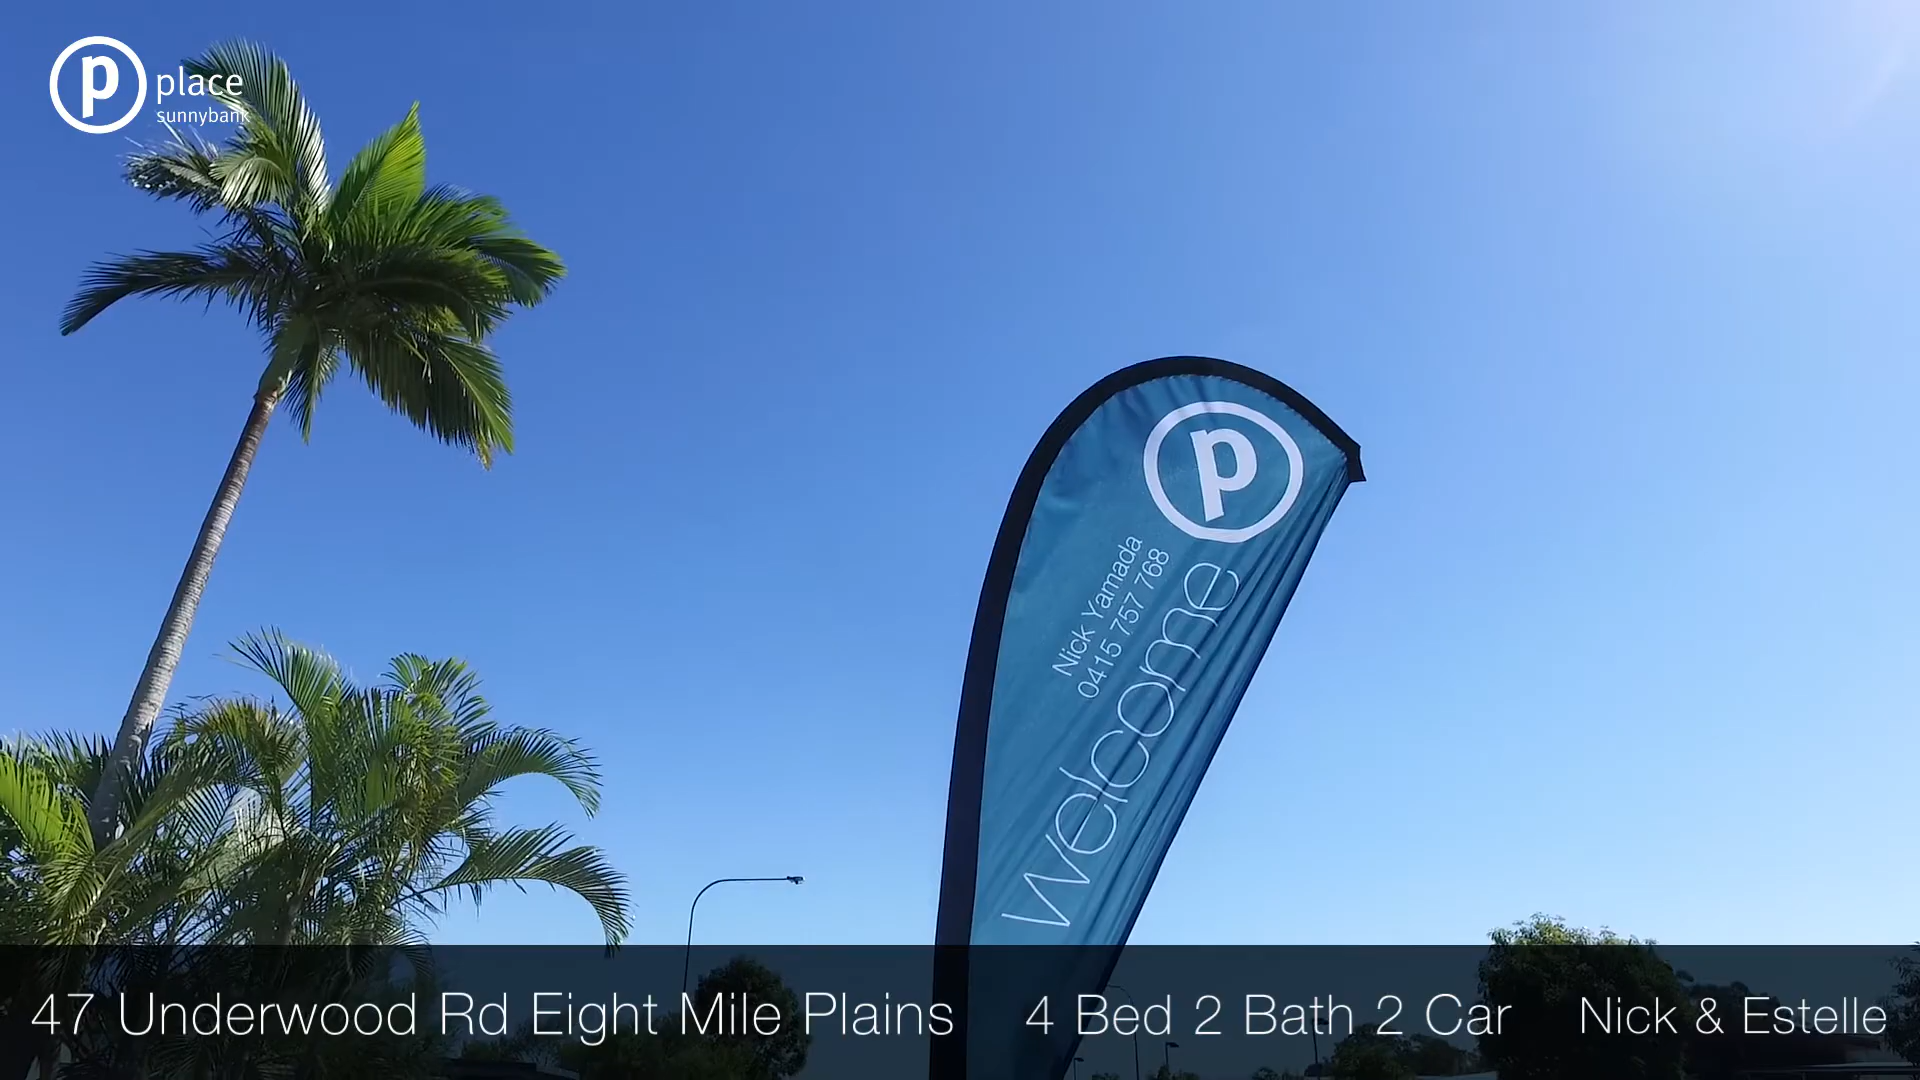 p place
sunnybank
p
Nick Yamada
0415 757 768
Welcome
47 Underwood Rd Eight Mile Plains 4 Bed 2 Bath 2 Car Nick & Estelle